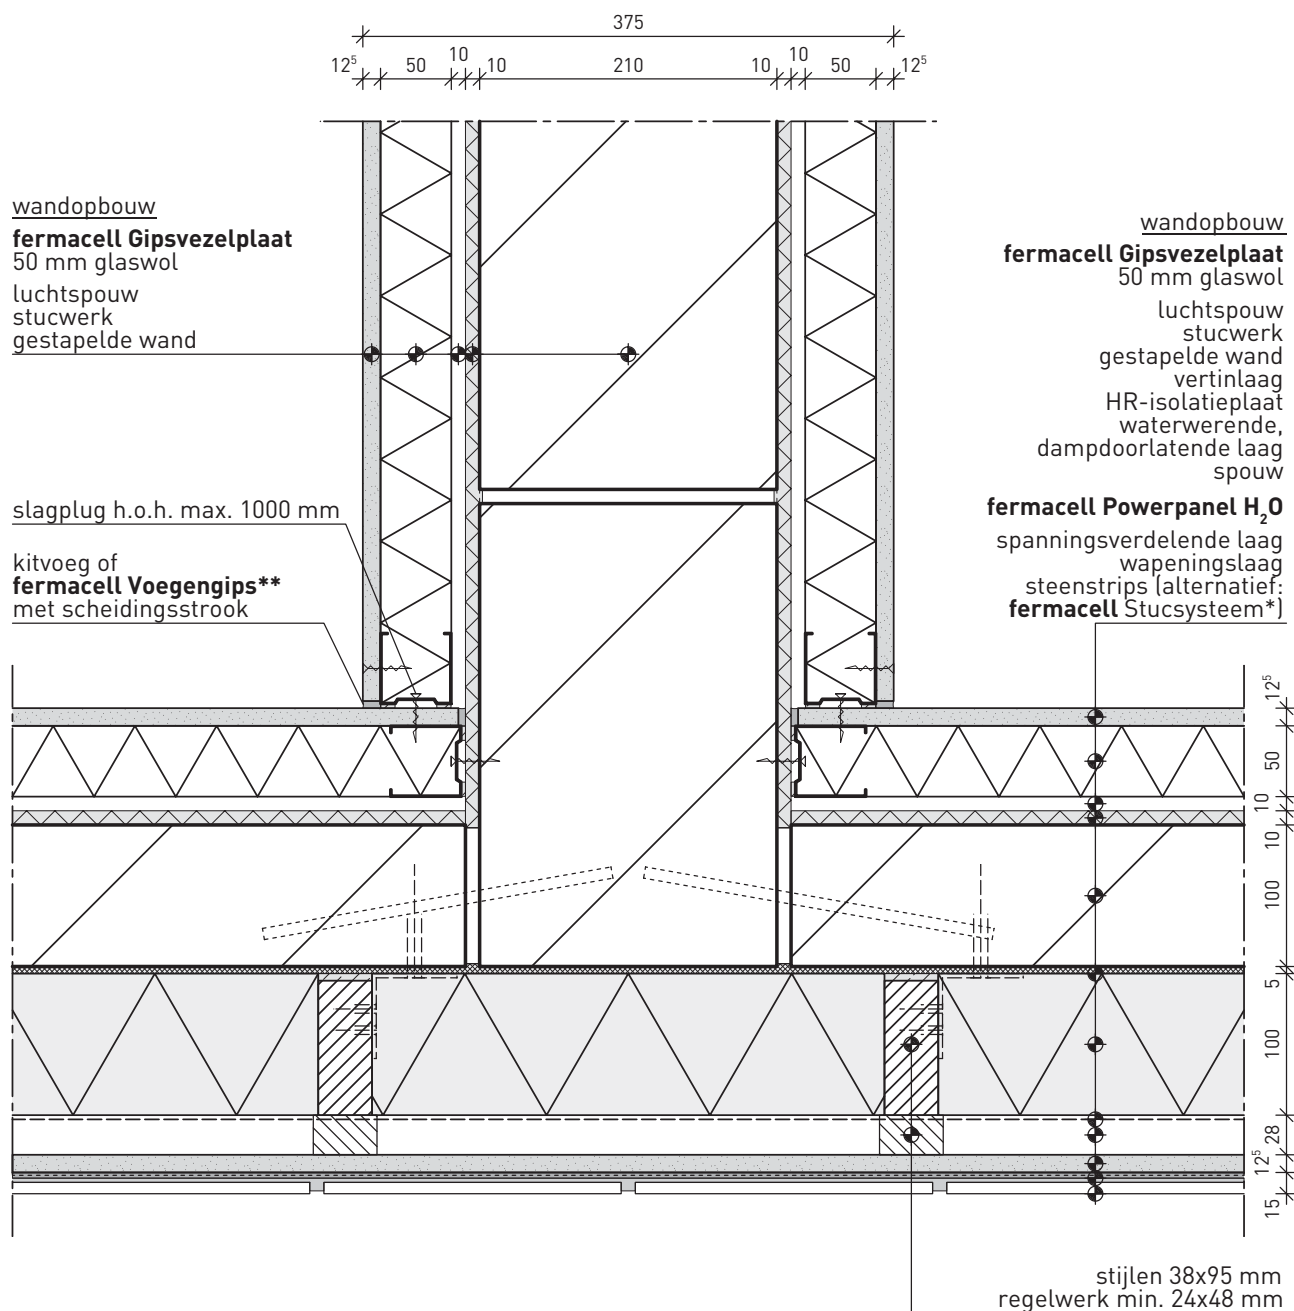 375
12⁵ 50 10 10 210 10 10 50 12⁵
wandopbouw
fermacell Gipsvezelplaat
50 mm glaswol
luchtspouw
stucwerk
gestapelde wand
slagplug h.o.h. max. 1000 mm
kitvoeg of
fermacell Voegengips**
met scheidingsstrook
wandopbouw
fermacell Gipsvezelplaat
50 mm glaswol
luchtspouw
stucwerk
gestapelde wand
vertinlaag
HR-isolatieplaat
waterwerende,
dampdoorlatende laag
spouw
fermacell Powerpanel H₂O
spanningsverdelende laag
wapeningslaag
steenstrips (alternatief:
fermacell Stucsysteem*)
12⁵
50
10
10
100
5
100
28
12⁵
15
stijlen 38x95 mm
regelwerk min. 24x48 mm